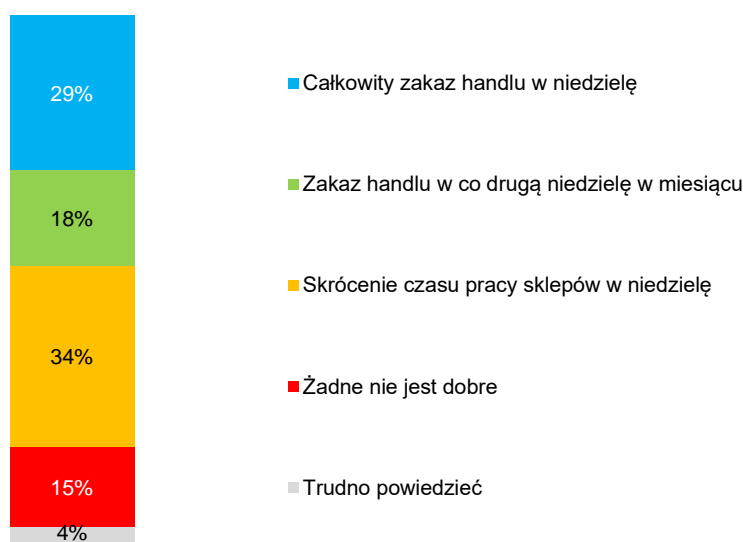 29%
Całkowity zakaz handlu w niedzielę
18%
Zakaz handlu w co drugą niedzielę w miesiącu
34%
Skrócenie czasu pracy sklepów w niedzielę
Żadne nie jest dobre
15%
Trudno powiedzieć
4%